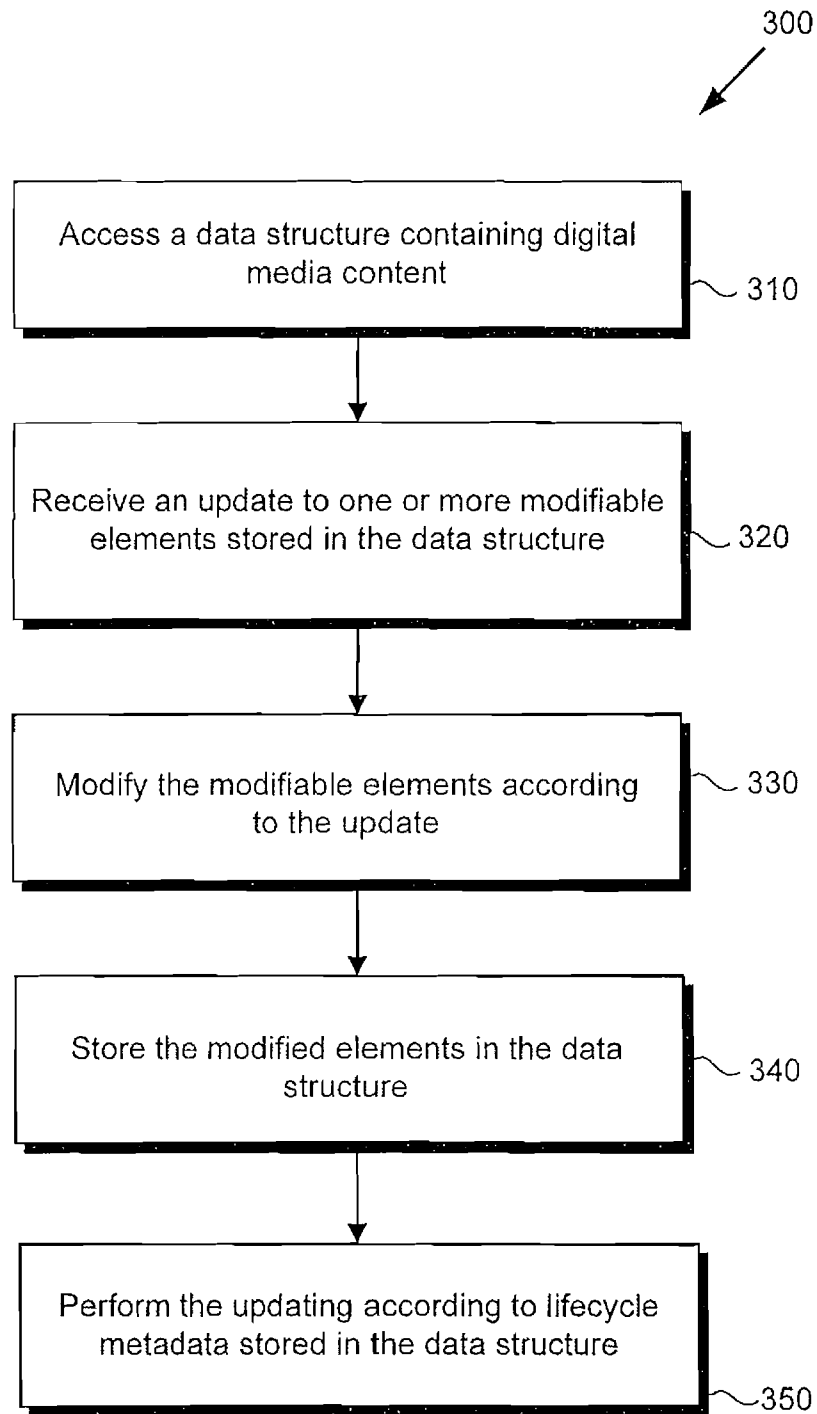 300
Access a data structure containing digital
media content
310
Receive an update to one or more modifiable
elements stored in the data structure
320
Modify the modifiable elements according
to the update
330
Store the modified elements in the data
structure
340
Perform the updating according to lifecycle
metadata stored in the data structure
350